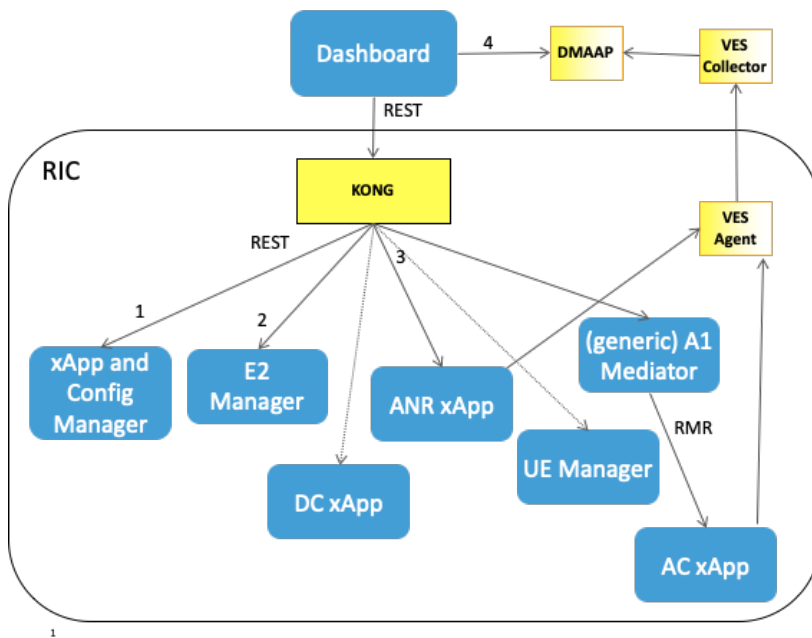 Dashboard
4
DMAAP
VES
Collector
REST
RIC
KONG
VES
Agent
REST
3
1
2
xApp and
Config
Manager
E2
Manager
ANR xApp
(generic) A1
Mediator
RMR
DC xApp
UE Manager
AC xApp
1